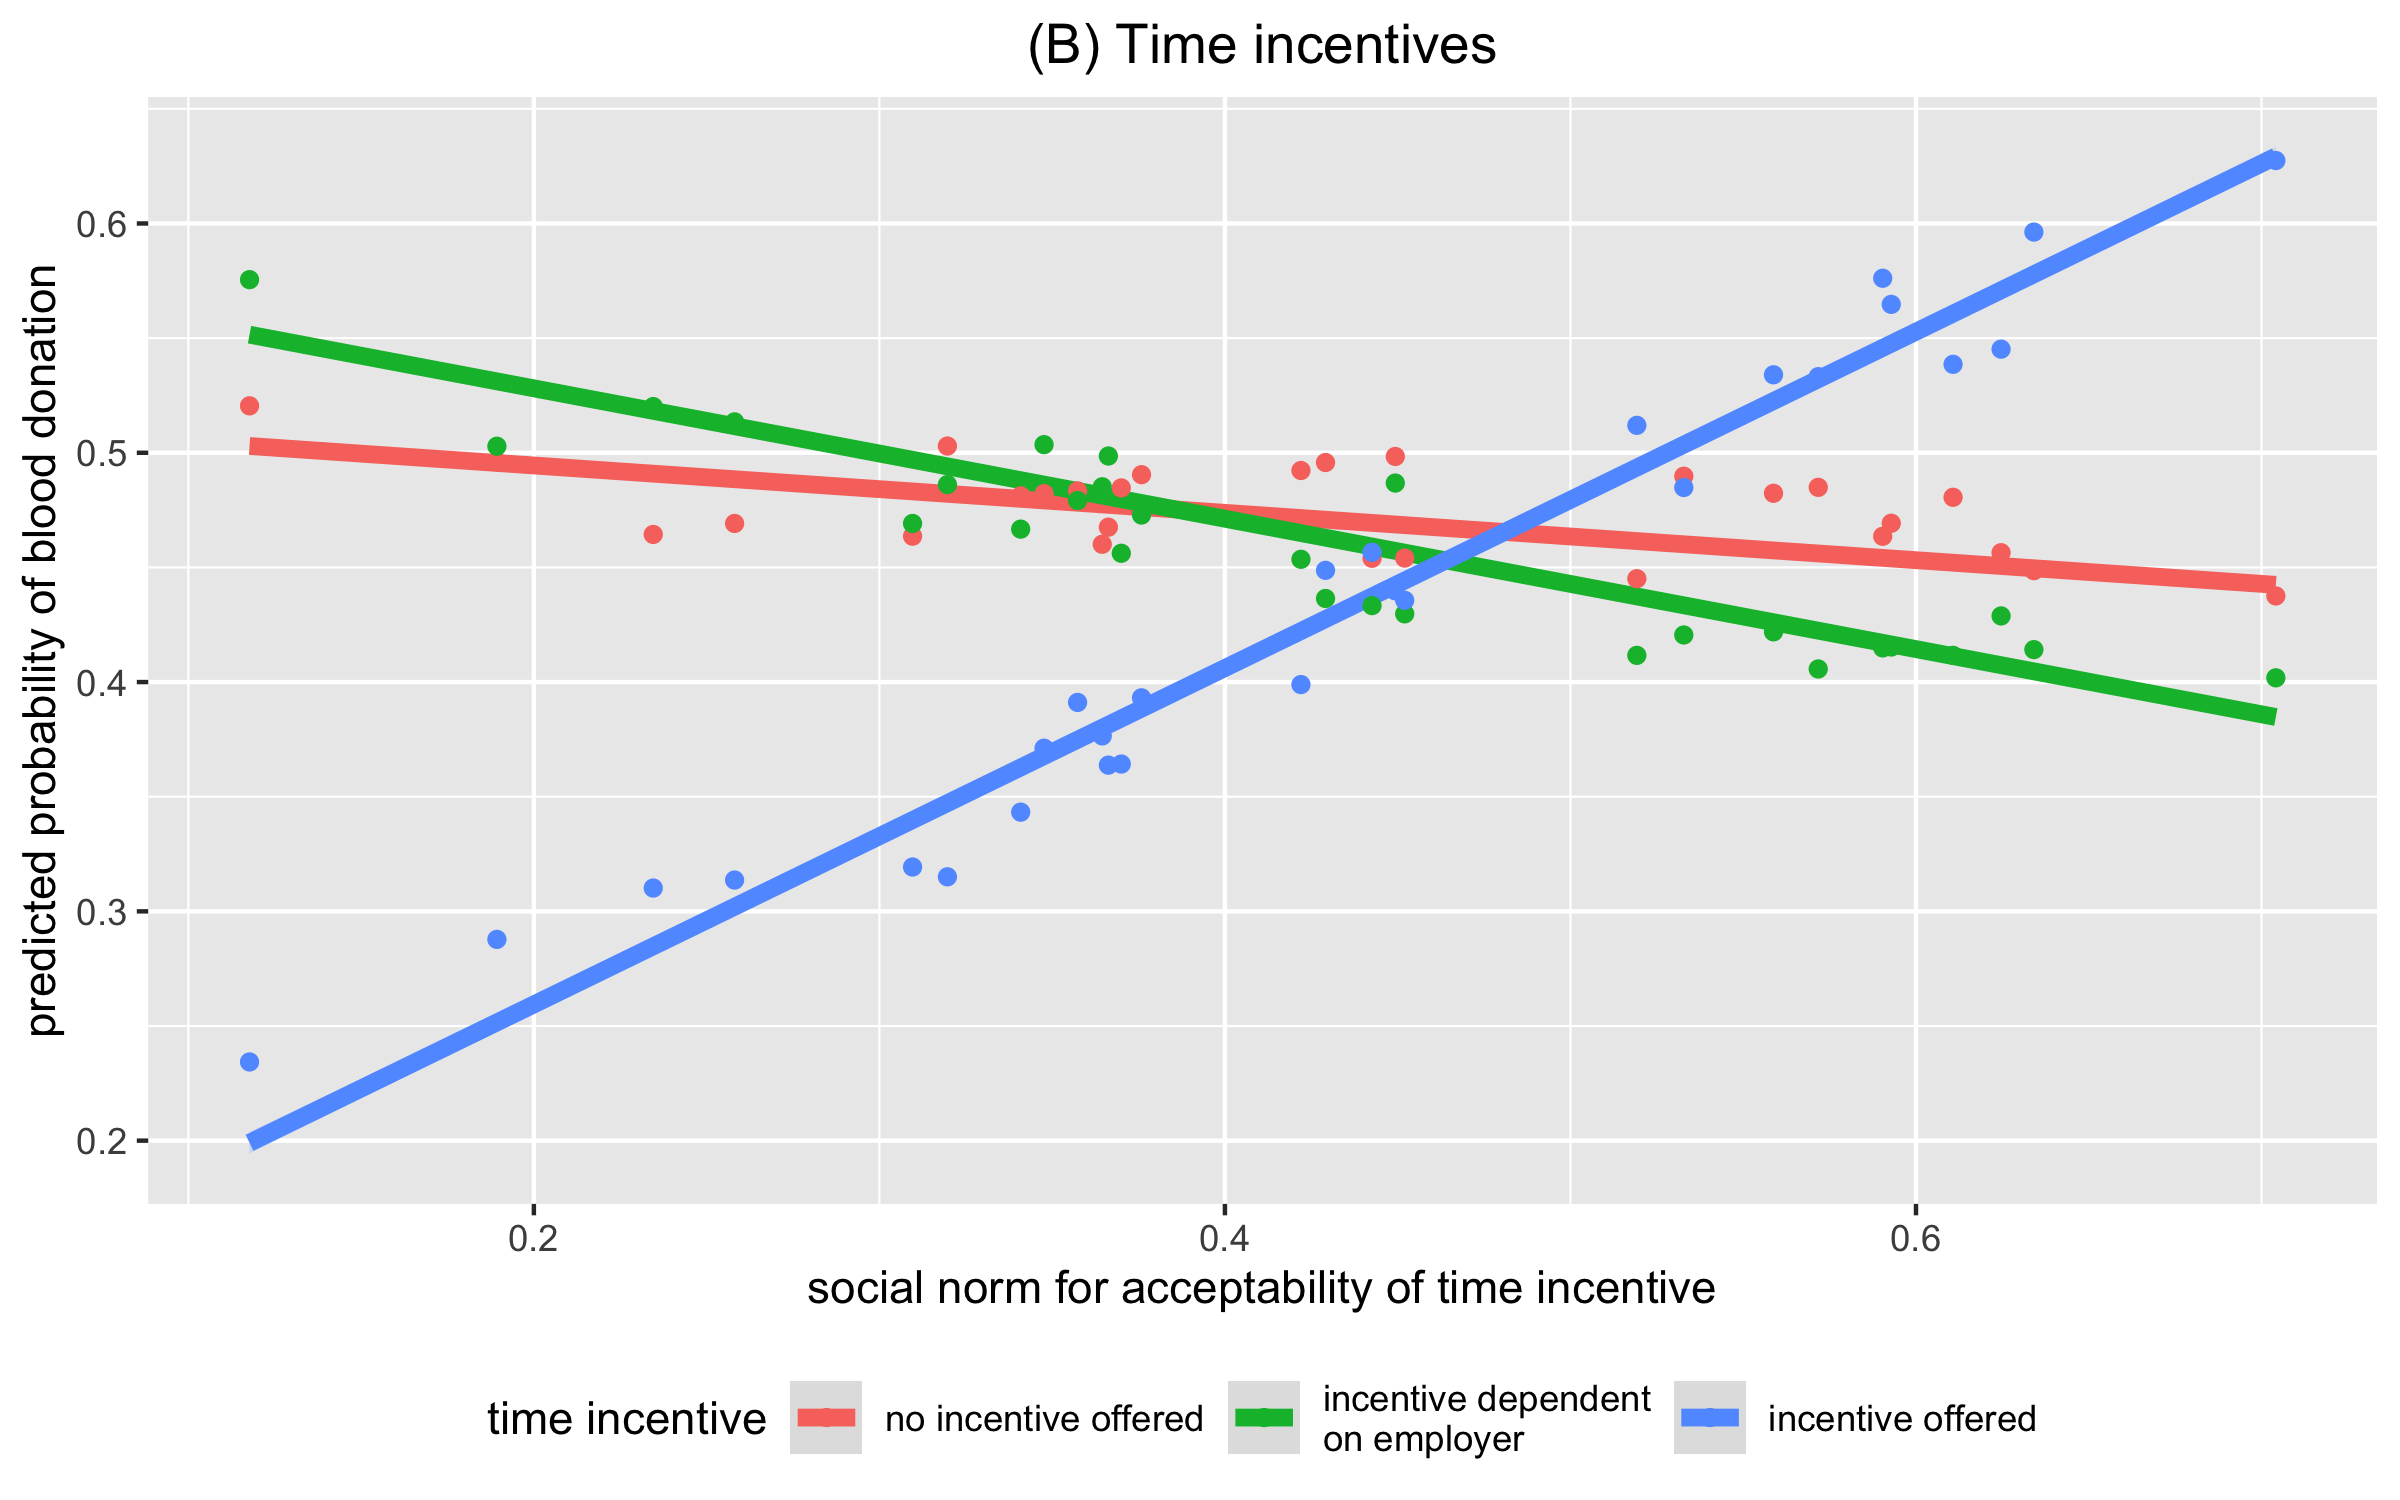 (B) Time incentives
predicted probability of blood donation
0.6
0.5
0.4
0.3
0.2
0.2 0.4 0.6
social norm for acceptability of time incentive
time incentive no incentive offered incentive dependent
on employer incentive offered